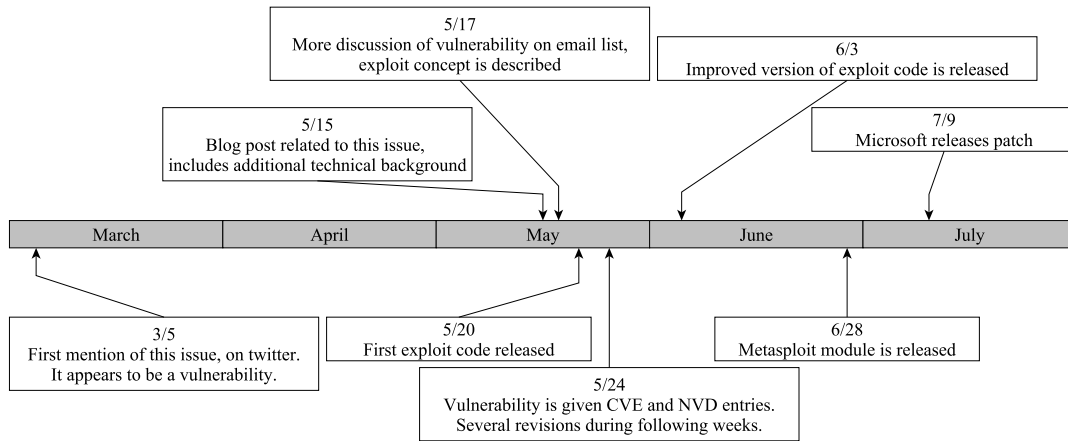 5/17
More discussion of vulnerability on email list,
exploit concept is described
6/3
Improved version of exploit code is released
5/15
Blog post related to this issue,
includes additional technical background
7/9
Microsoft releases patch
March
April
May
June
July
3/5
First mention of this issue, on twitter.
It appears to be a vulnerability.
5/20
First exploit code released
6/28
Metasploit module is released
5/24
Vulnerability is given CVE and NVD entries.
Several revisions during following weeks.